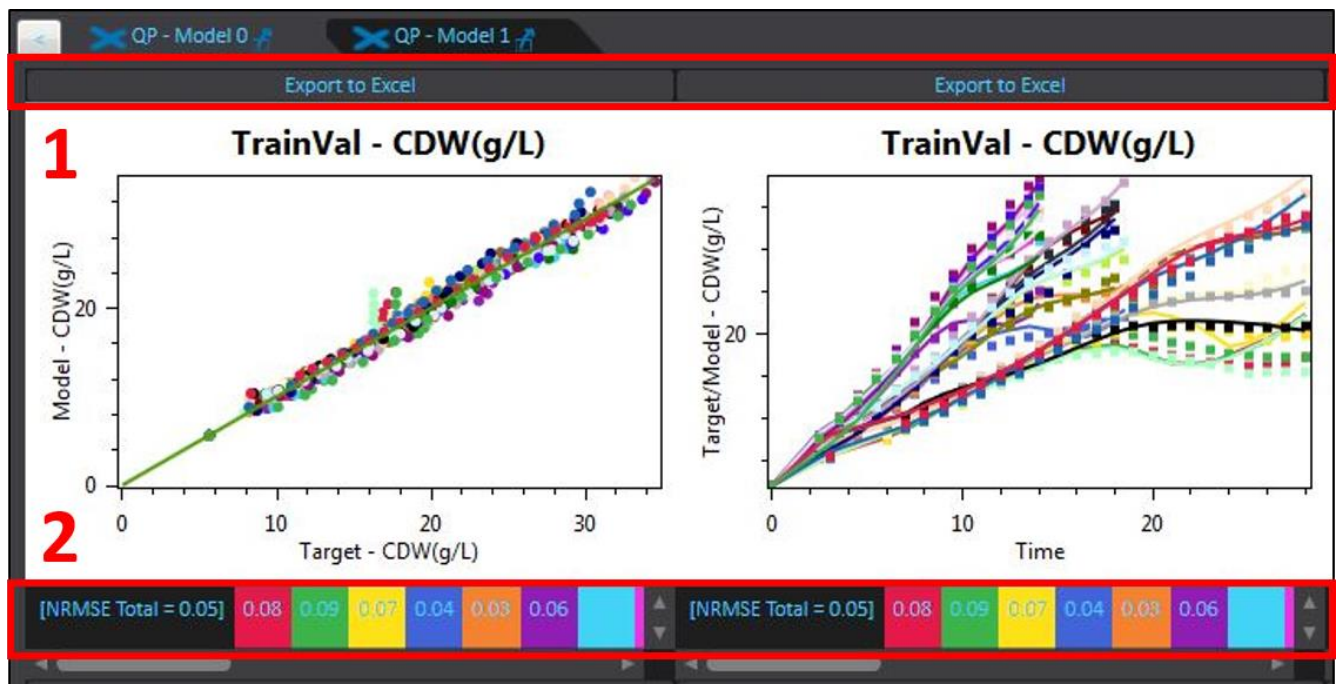 <
QP - Model 0
QP - Model 1
Export to Excel
Export to Excel
1
TrainVal - CDW(g/L)
TrainVal - CDW(g/L)
Model - CDW(g/L)
20
0
0
10
20
30
Target - CDW(g/L)
Target/Model - CDW(g/L)
20
0
10
20
Time
2
[NRMSE Total = 0.05] 0.08 0.09 0.07 0.04 0.03 0.06
[NRMSE Total = 0.05] 0.08 0.09 0.07 0.04 0.03 0.06